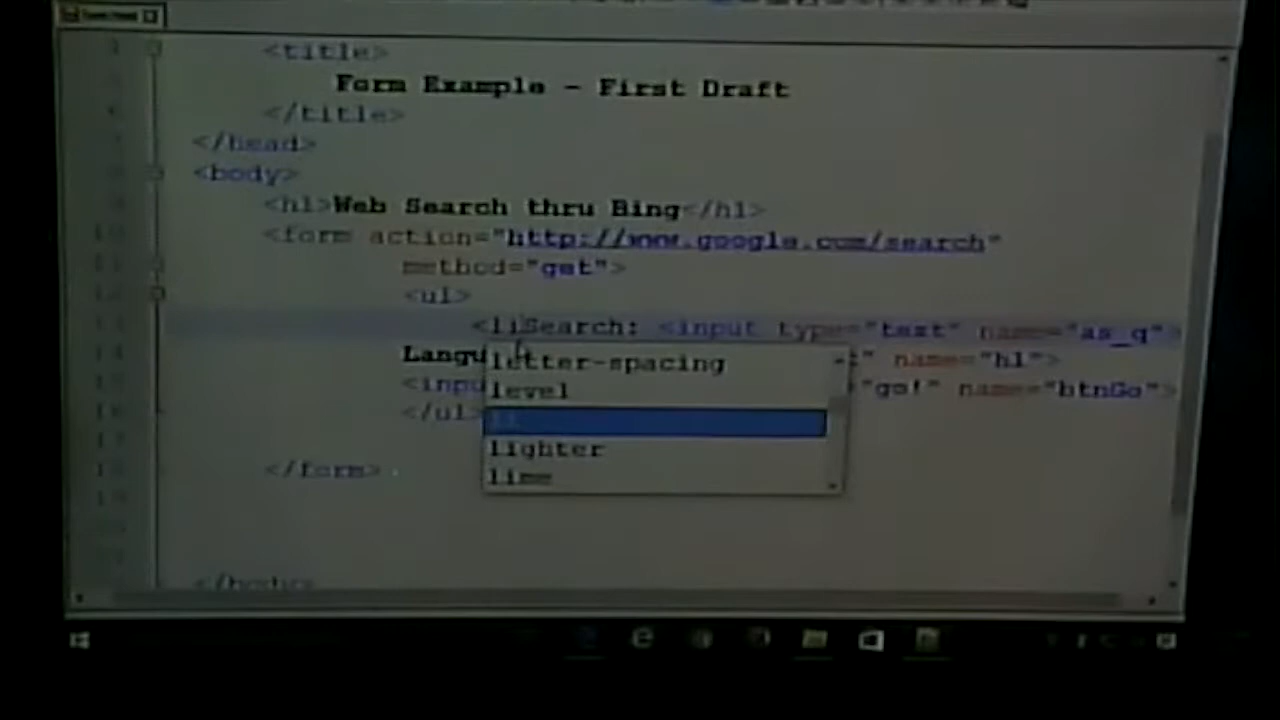 <title>
Form Example - First Draft
</title>
</head>
<body>
<h1>Web Search thru Bing</h1>
<form action="http://www.google.com/search"
method="get">
<ul>
<liSearch: <input type="text" name="as_q">
Langu t" name="hl">
<inpu ="go!" name="btnGo">
</ul>
letter-spacing
level
li
lighter
lime
</form>
</body>